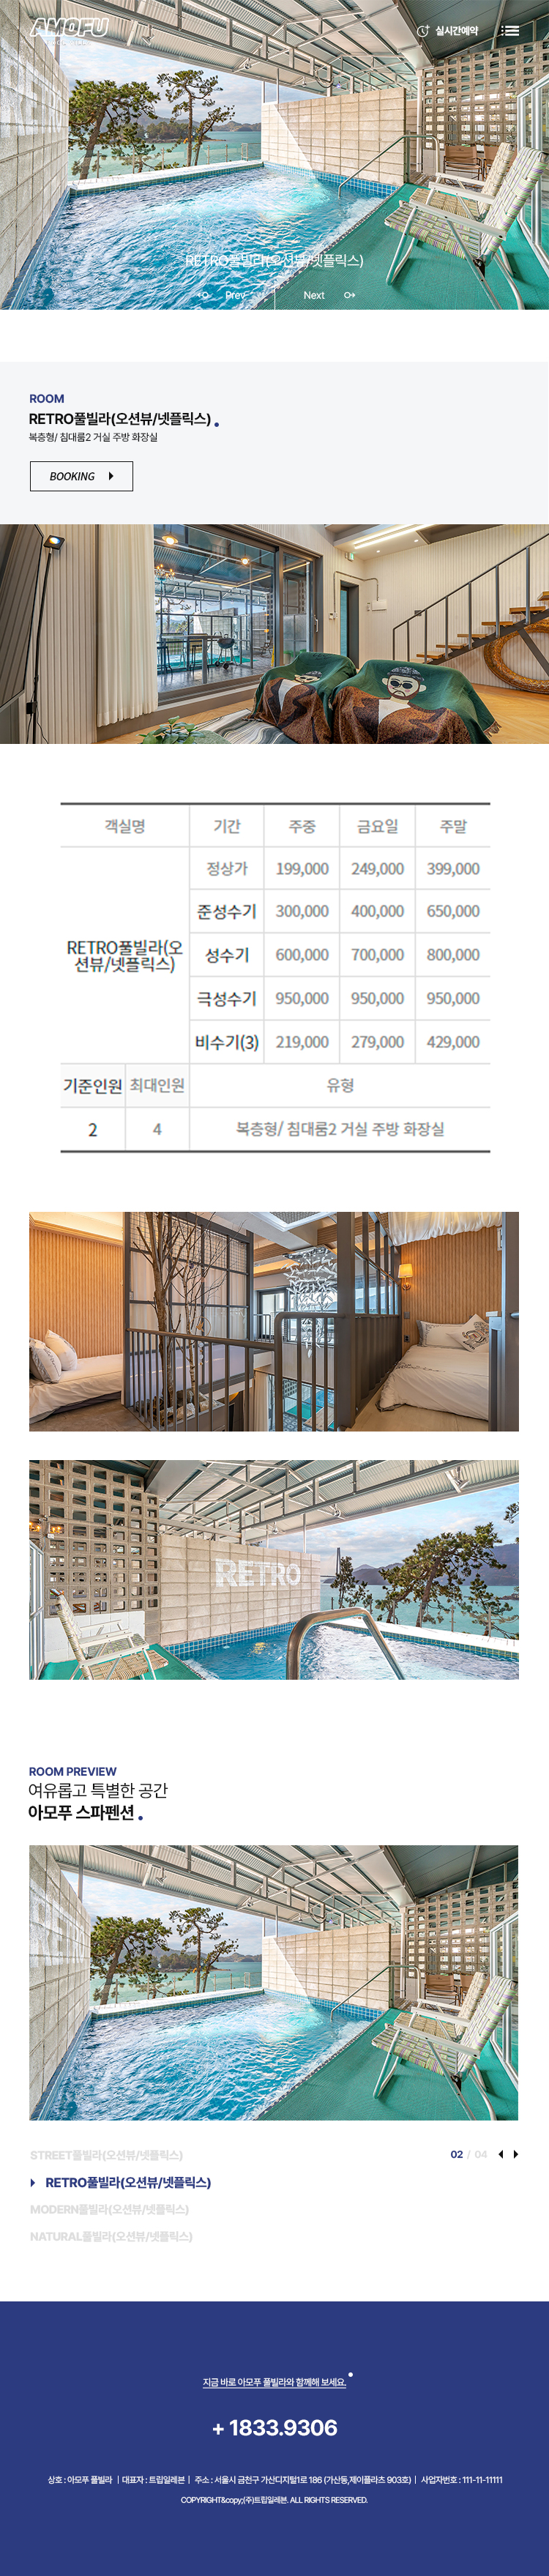 AMOFU
실시간예약
RETRO풀빌라(오션뷰/넷플릭스)
Prev
Next
ROOM
RETRO풀빌라(오션뷰/넷플릭스)
복층형/ 침대룸2 거실 주방 화장실
BOOKING
객실명 기간 주중 금요일 주말
정상가 199,000 249,000 399,000
준성수기 300,000 400,000 650,000
RETRO풀빌라(오
션뷰/넷플릭스)
성수기 600,000 700,000 800,000
극성수기 950,000 950,000 950,000
비수기(3) 219,000 279,000 429,000
기준인원 최대인원 유형
2 4 복층형/ 침대룸2 거실 주방 화장실
RETRO
ROOM PREVIEW
여유롭고 특별한 공간
아모푸 스파펜션
STREET풀빌라(오션뷰/넷플릭스)
02 / 04
RETRO풀빌라(오션뷰/넷플릭스)
MODERN풀빌라(오션뷰/넷플릭스)
NATURAL풀빌라(오션뷰/넷플릭스)
지금 바로 아모푸 풀빌라와 함께해 보세요.
+ 1833.9306
상호 : 아모푸 풀빌라 | 대표자 : 트립일레븐 | 주소 : 서울시 금천구 가산디지털1로 186 (가산동,제이플라츠 903호) | 사업자번호 : 111-11-11111
COPYRIGHT&copy;(주)트립일레븐. ALL RIGHTS RESERVED.